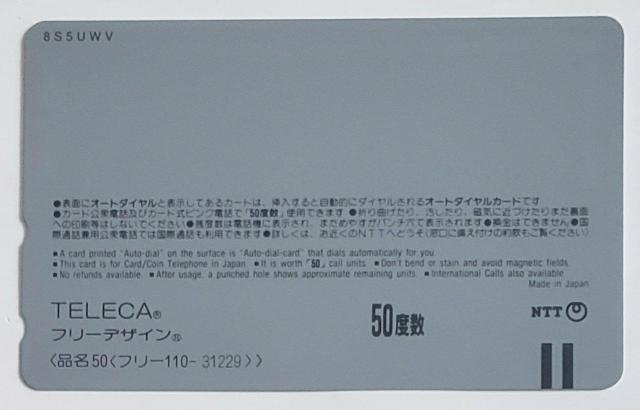 8S5UWV
●表面にオートダイヤルと表示してあるカードは、挿入すると自動的にダイヤルされるオートダイヤルカードです
●カード公衆電話及びカード式ピンク電話で「50度数」使用できます ●折り曲げたり、汚したり、磁気に近づけたりまた裏面
への印刷等はしないでください ●残度数は電話機に表示され、まためやすがパンチ穴で表示されます ●換金はできません ●国
際通話兼用公衆電話では国際通話も利用できます ●詳しくは、お近くのNTTへどうぞ(窓口に備え付けの約款もご覧ください)
■A card printed "Auto-dial" on the surface is "Auto-dial-card" that dials automatically for you.
■This card is for Card/Coin Telephone in Japan. ■It is worth「50」call units. ■Don't bend or stain and avoid magnetic fields.
■No refunds available. ■After usage, a punched hole shows approximate remaining units. ■International Calls also available.
Made in Japan
TELECA®
フリーデザイン®
50度数
NTT
〈品名50〈フリー110-31229〉〉